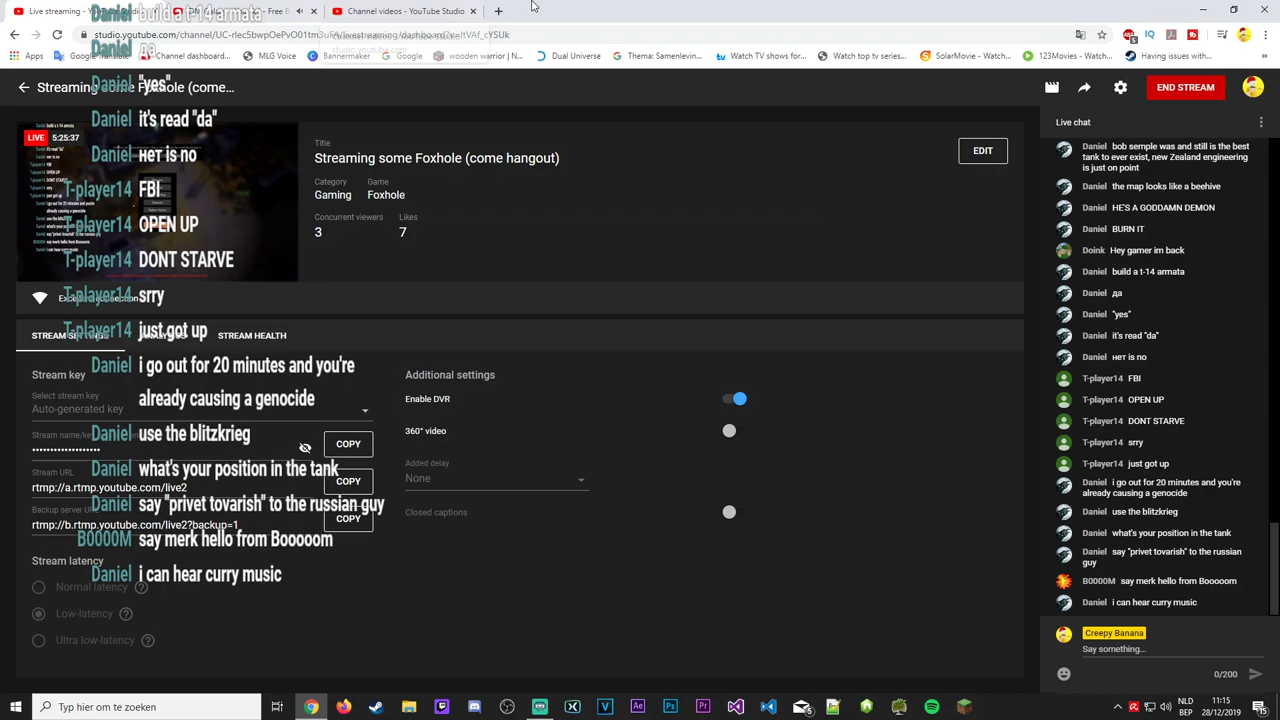 Live streaming - YouTube S
Channel videos - YouTube Studio
studio.youtube.com/channel/UC-rlec5bwpOePvO01tm3uFA/livestreaming/dashboard?v=ltVAf_cYSUk
Apps
Google Translate
Channel dashboard
MLG Voice
Bannermaker
Google
wooden warrior | N...
Dual Universe
Thema: Samenlevin...
Watch TV shows for...
SolarMovie / Watch...
Watch top tv series...
123Movies - Watch...
Having issues with...
Streaming some Foxhole (come...
END STREAM
LIVE 5:25:37
Title
Streaming some Foxhole (come hangout)
EDIT
Category
Game
Gaming
Foxhole
Concurrent viewers
Likes
3
7
Excellent connection
STREAM SETTINGS
ANALYTICS
STREAM HEALTH
Stream key
Select stream key
Auto-generated key
COPY
Stream URL
rtmp://a.rtmp.youtube.com/live2
COPY
Backup server URL
rtmp://b.rtmp.youtube.com/live2?backup=1
COPY
Stream latency
Normal latency
Low-latency
Ultra low-latency
Additional settings
Enable DVR
360° video
Added delay
None
Closed captions
Daniel build a t-14 armata
Daniel да
Daniel "yes"
Daniel it's read "da"
Daniel нет is no
T-player14 FBI
T-player14 OPEN UP
T-player14 DONT STARVE
T-player14 srry
T-player14 just got up
Daniel i go out for 20 minutes and you're
already causing a genocide
Daniel use the blitzkrieg
Daniel what's your position in the tank
Daniel say "privet tovarish" to the russian guy
B0000M say merk hello from Booooom
Daniel i can hear curry music
Live chat
Daniel bob semple was and still is the best
tank to ever exist, new Zealand engineering
is just on point
Daniel the map looks like a beehive
Daniel HE'S A GODDAMN DEMON
Daniel BURN IT
Doink Hey gamer im back
Daniel build a t-14 armata
Daniel да
Daniel "yes"
Daniel it's read "da"
Daniel нет is no
T-player14 FBI
T-player14 OPEN UP
T-player14 DONT STARVE
T-player14 srry
T-player14 just got up
Daniel i go out for 20 minutes and you're
already causing a genocide
Daniel use the blitzkrieg
Daniel what's your position in the tank
Daniel say "privet tovarish" to the russian
guy
B0000M say merk hello from Booooom
Daniel i can hear curry music
Creepy Banana
Say something...
0/200
Typ hier om te zoeken
NLD
BEP
11:15
28/12/2019